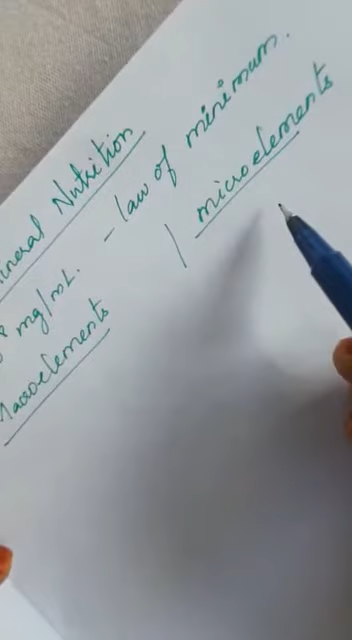 Mineral Nutrition
- law of minimum.
mg/mL.
Macroelements | microelements